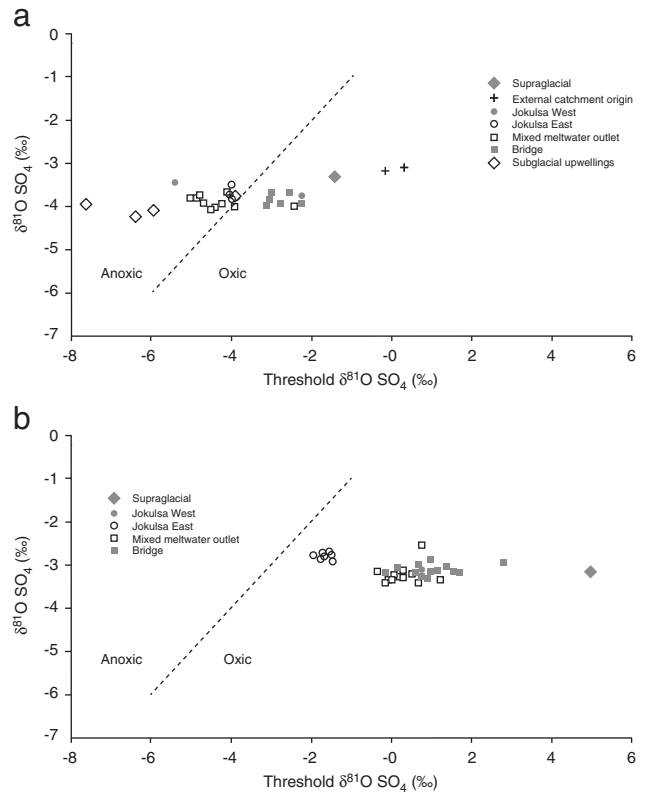 a
0
-1
-2
-3
-4
-5
-6
-7
δ⁸¹O SO₄ (‰)
Supraglacial
External catchment origin
Jokulsa West
Jokulsa East
Mixed meltwater outlet
Bridge
Subglacial upwellings
Anoxic Oxic
-8 -6 -4 -2 -0 2 4 6
Threshold δ⁸¹O SO₄ (‰)
b
0
-1
-2
-3
-4
-5
-6
-7
δ⁸¹O SO₄ (‰)
Supraglacial
Jokulsa West
Jokulsa East
Mixed meltwater outlet
Bridge
Anoxic Oxic
-8 -6 -4 -2 -0 2 4 6
Threshold δ⁸¹O SO₄ (‰)